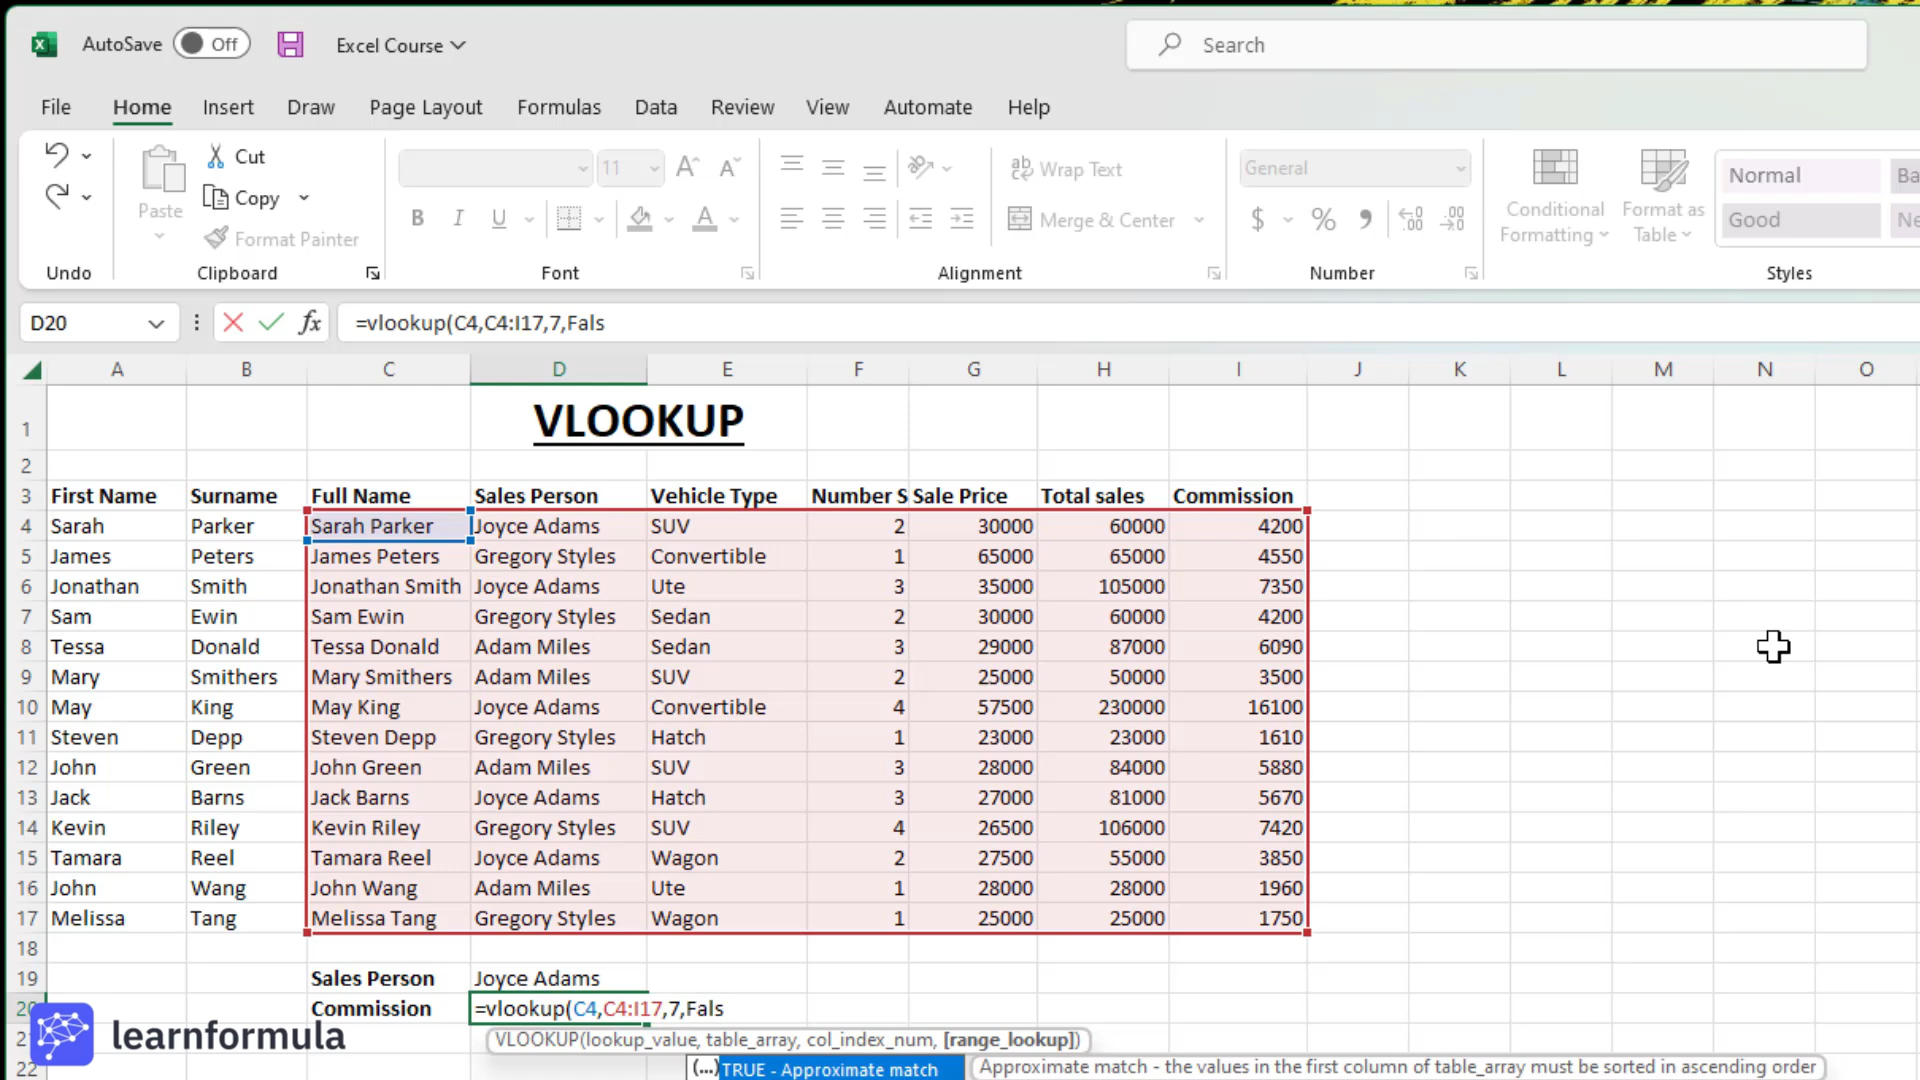 AutoSave Off Excel Course Search
File Home Insert Draw Page Layout Formulas Data Review View Automate Help
Cut
Copy
Format Painter
Paste
11
Wrap Text
Merge & Center
General
Conditional Formatting
Format as Table
Normal Ba
Good Ne
Undo Clipboard Font Alignment Number Styles
D20 fx =vlookup(C4,C4:I17,7,Fals
A B C D E F G H I J K L M N O
1 VLOOKUP
2
3 First Name Surname Full Name Sales Person Vehicle Type Number S Sale Price Total sales Commission
4 Sarah Parker Sarah Parker Joyce Adams SUV 2 30000 60000 4200
5 James Peters James Peters Gregory Styles Convertible 1 65000 65000 4550
6 Jonathan Smith Jonathan Smith Joyce Adams Ute 3 35000 105000 7350
7 Sam Ewin Sam Ewin Gregory Styles Sedan 2 30000 60000 4200
8 Tessa Donald Tessa Donald Adam Miles Sedan 3 29000 87000 6090
9 Mary Smithers Mary Smithers Adam Miles SUV 2 25000 50000 3500
10 May King May King Joyce Adams Convertible 4 57500 230000 16100
11 Steven Depp Steven Depp Gregory Styles Hatch 1 23000 23000 1610
12 John Green John Green Adam Miles SUV 3 28000 84000 5880
13 Jack Barns Jack Barns Joyce Adams Hatch 3 27000 81000 5670
14 Kevin Riley Kevin Riley Gregory Styles SUV 4 26500 106000 7420
15 Tamara Reel Tamara Reel Joyce Adams Wagon 2 27500 55000 3850
16 John Wang John Wang Adam Miles Ute 1 28000 28000 1960
17 Melissa Tang Melissa Tang Gregory Styles Wagon 1 25000 25000 1750
18
19 Sales Person Joyce Adams
20 Commission =vlookup(C4,C4:I17,7,Fals
learnformula
VLOOKUP(lookup_value, table_array, col_index_num, [range_lookup])
22 (...) TRUE - Approximate match Approximate match - the values in the first column of table_array must be sorted in ascending order